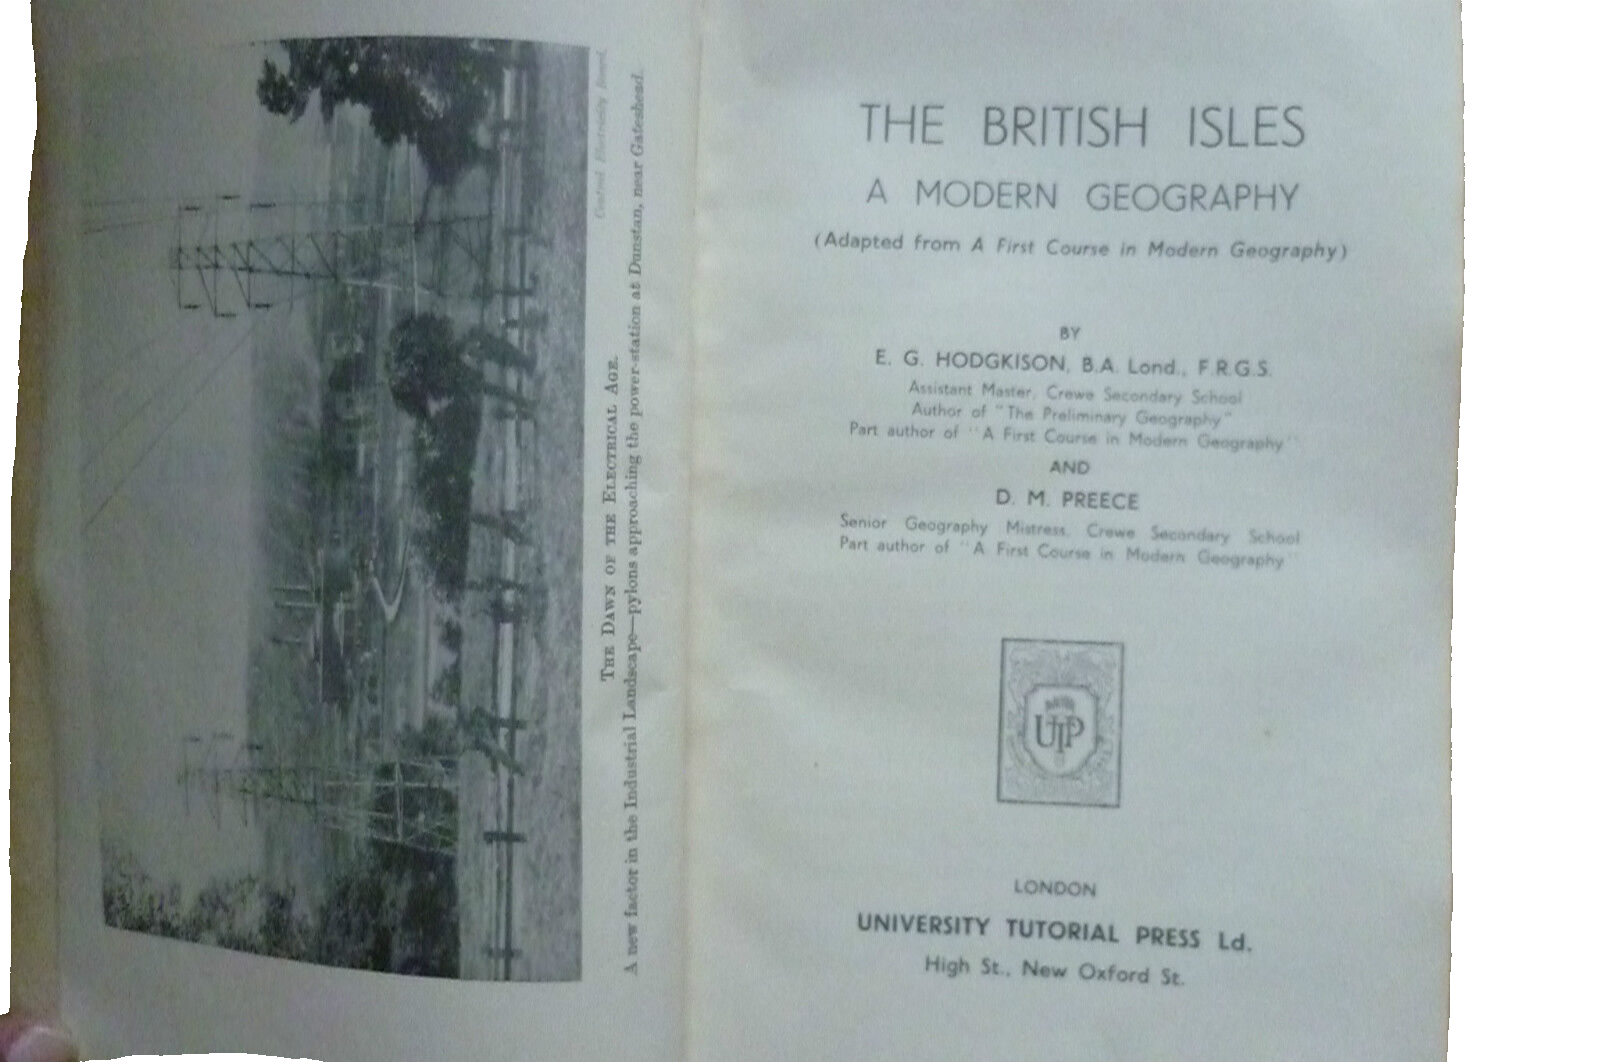 Central Electricity Board.
THE DAWN OF THE ELECTRICAL AGE.
A new factor in the Industrial Landscape—pylons approaching the power-station at Dunstan, near Gateshead.
THE BRITISH ISLES
A MODERN GEOGRAPHY
(Adapted from A First Course in Modern Geography)
BY
E. G. HODGKISON, B.A. Lond., F.R.G.S.
Assistant Master, Crewe Secondary School
Author of "The Preliminary Geography"
Part author of "A First Course in Modern Geography"
AND
D. M. PREECE
Senior Geography Mistress, Crewe Secondary School
Part author of "A First Course in Modern Geography"
UTP
LONDON
UNIVERSITY TUTORIAL PRESS Ld.
High St., New Oxford St.